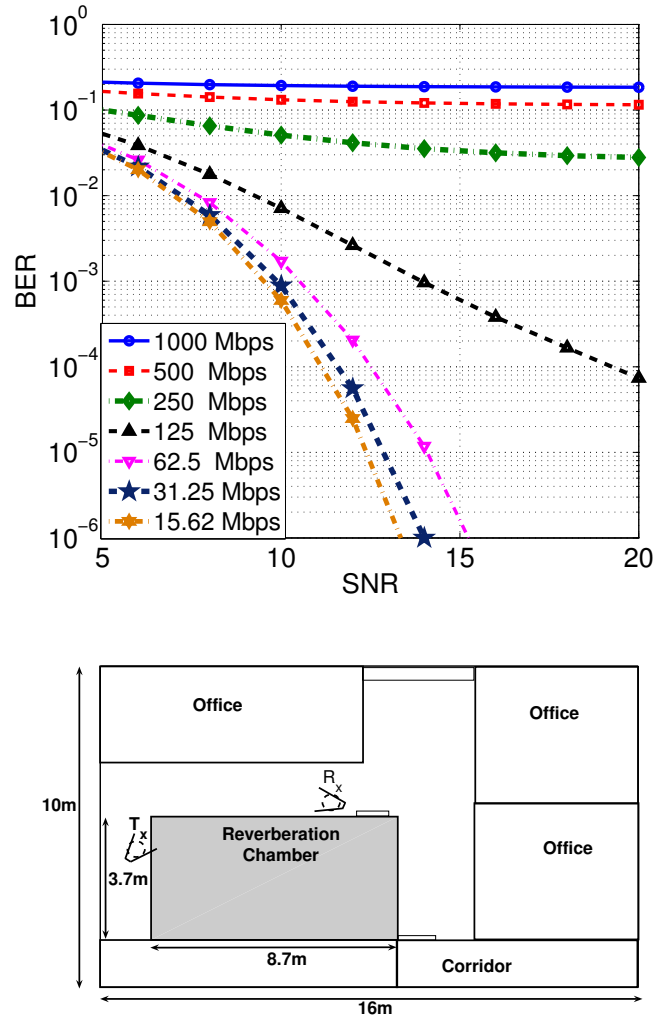 10^0
10^-1
10^-2
10^-3
10^-4
10^-5
10^-6
BER
1000 Mbps
500 Mbps
250 Mbps
125 Mbps
62.5 Mbps
31.25 Mbps
15.62 Mbps
5 10 15 20
SNR
Office
Office
10m
R_x
T_x
Reverberation
Chamber
Office
3.7m
8.7m
Corridor
16m